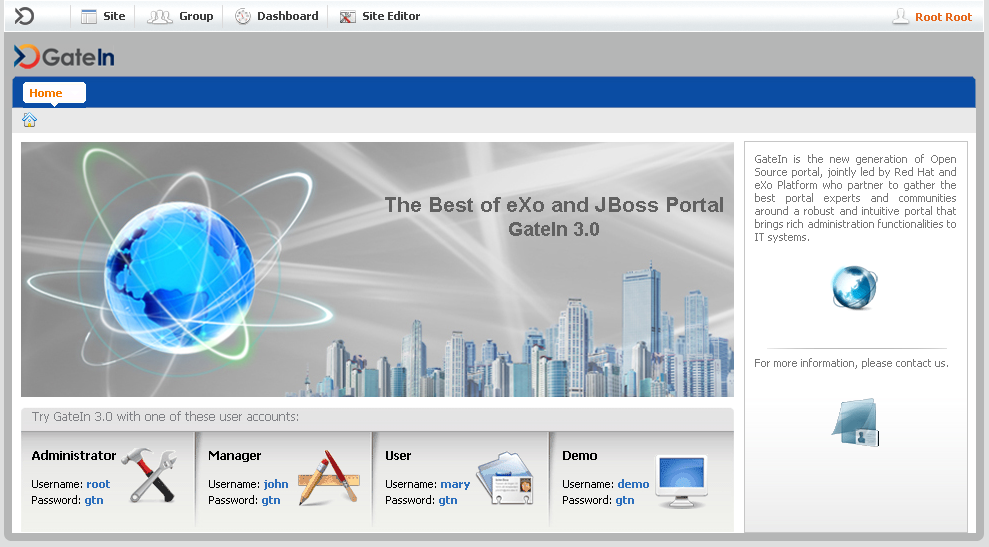 Site
Group
Dashboard
Site Editor
Root Root
GateIn
Home
The Best of eXo and JBoss Portal
GateIn 3.0
GateIn is the new generation of Open
Source portal, jointly led by Red Hat and
eXo Platform who partner to gather the
best portal experts and communities
around a robust and intuitive portal that
brings rich administration functionalities to
IT systems.
For more information, please contact us.
Try GateIn 3.0 with one of these user accounts:
Administrator
Username: root
Password: gtn
Manager
Username: john
Password: gtn
User
Username: mary
Password: gtn
Demo
Username: demo
Password: gtn